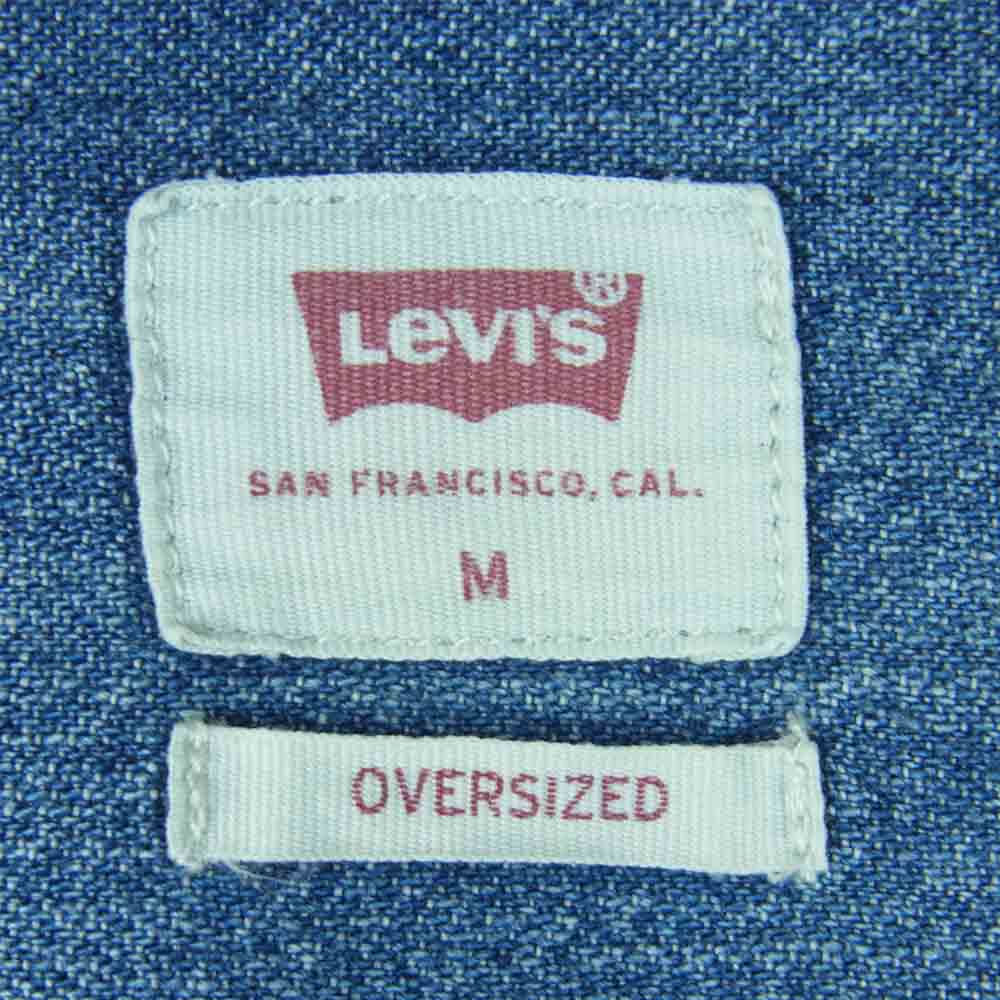 LEVI'S®
SAN FRANCISCO, CAL.
M
OVERSIZED